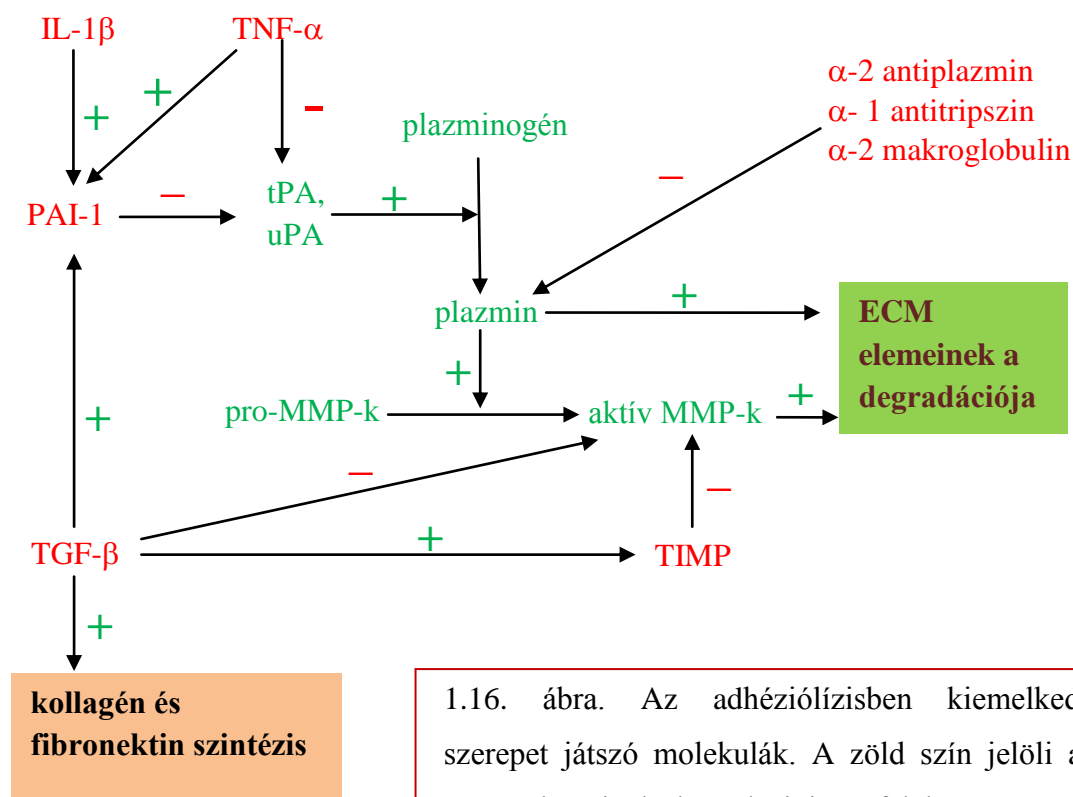 IL-1β
TNF-α
+
+
-
α-2 antiplazmin
α- 1 antitripszin
α-2 makroglobulin
plazminogén
–
PAI-1
–
tPA,
uPA
+
plazmin
+
ECM
elemeinek a
degradációja
+
pro-MMP-k
aktív MMP-k
+
+
–
–
TGF-β
+
TIMP
+
kollagén és
fibronektin szintézis
1.16. ábra. Az adhéziólízisben
szerepet játszó molekulák. A zöld szín jelöli